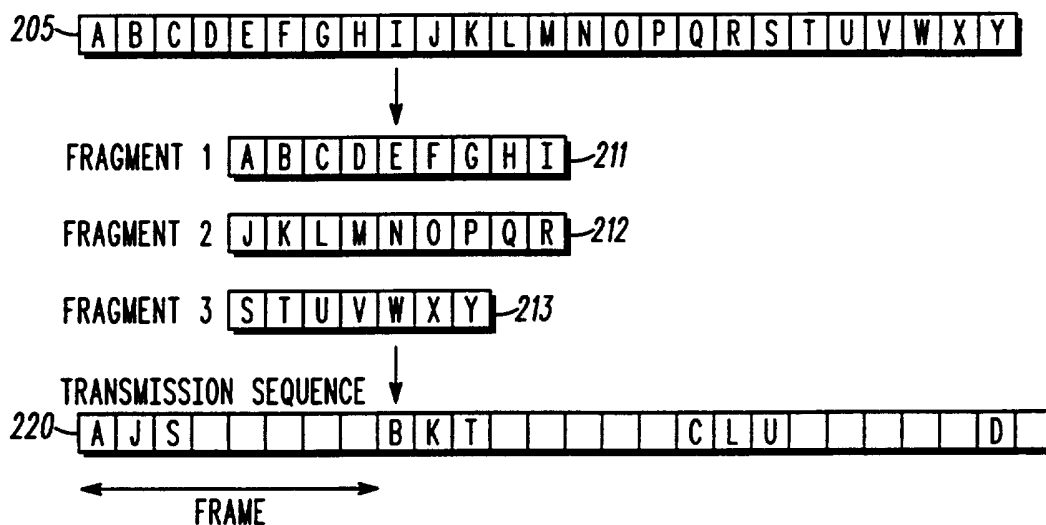 205 A B C D E F G H I J K L M N O P Q R S T U V W X Y
FRAGMENT 1 A B C D E F G H I 211
FRAGMENT 2 J K L M N O P Q R 212
FRAGMENT 3 S T U V W X Y 213
TRANSMISSION SEQUENCE
220 A J S B K T C L U D
FRAME